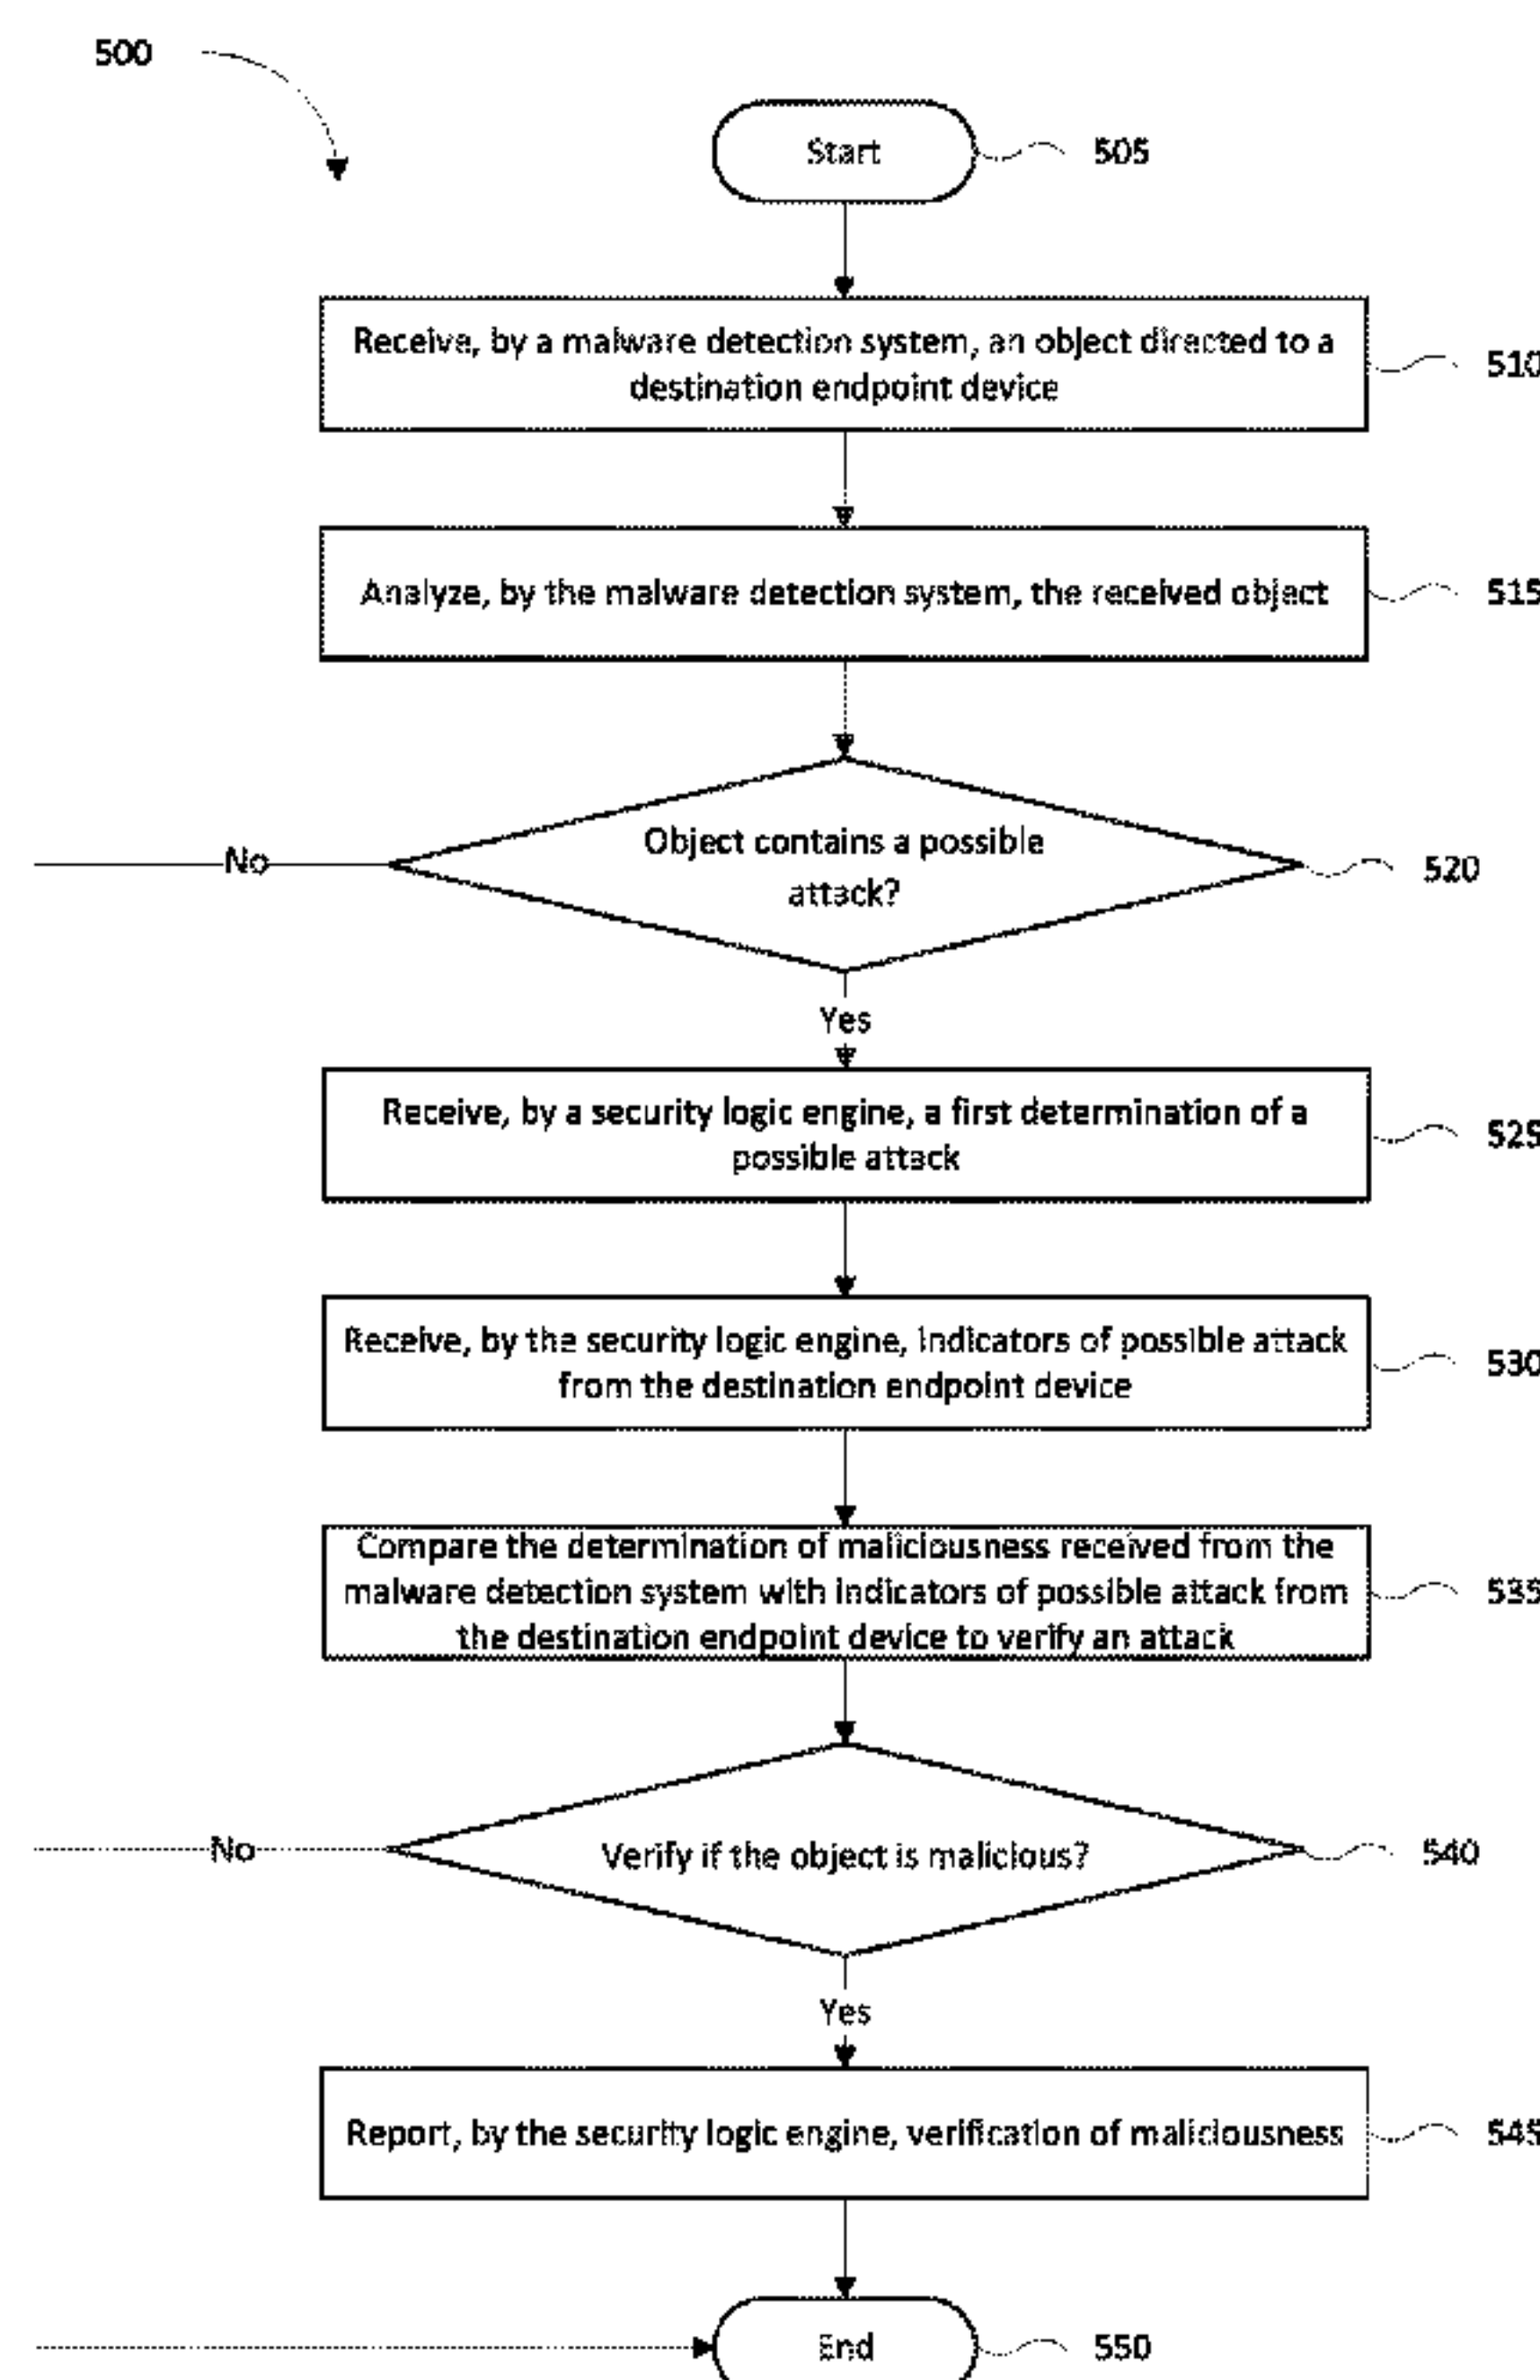 500
Start
505
Receive, by a malware detection system, an object directed to a
destination endpoint device
510
Analyze, by the malware detection system, the received object
515
Object contains a possible
attack?
520
No
Yes
Receive, by a security logic engine, a first determination of a
possible attack
525
Receive, by the security logic engine, indicators of possible attack
from the destination endpoint device
530
Compare the determination of maliciousness received from the
malware detection system with indicators of possible attack from
the destination endpoint device to verify an attack
535
Verify if the object is malicious?
540
No
Yes
Report, by the security logic engine, verification of maliciousness
545
End
550